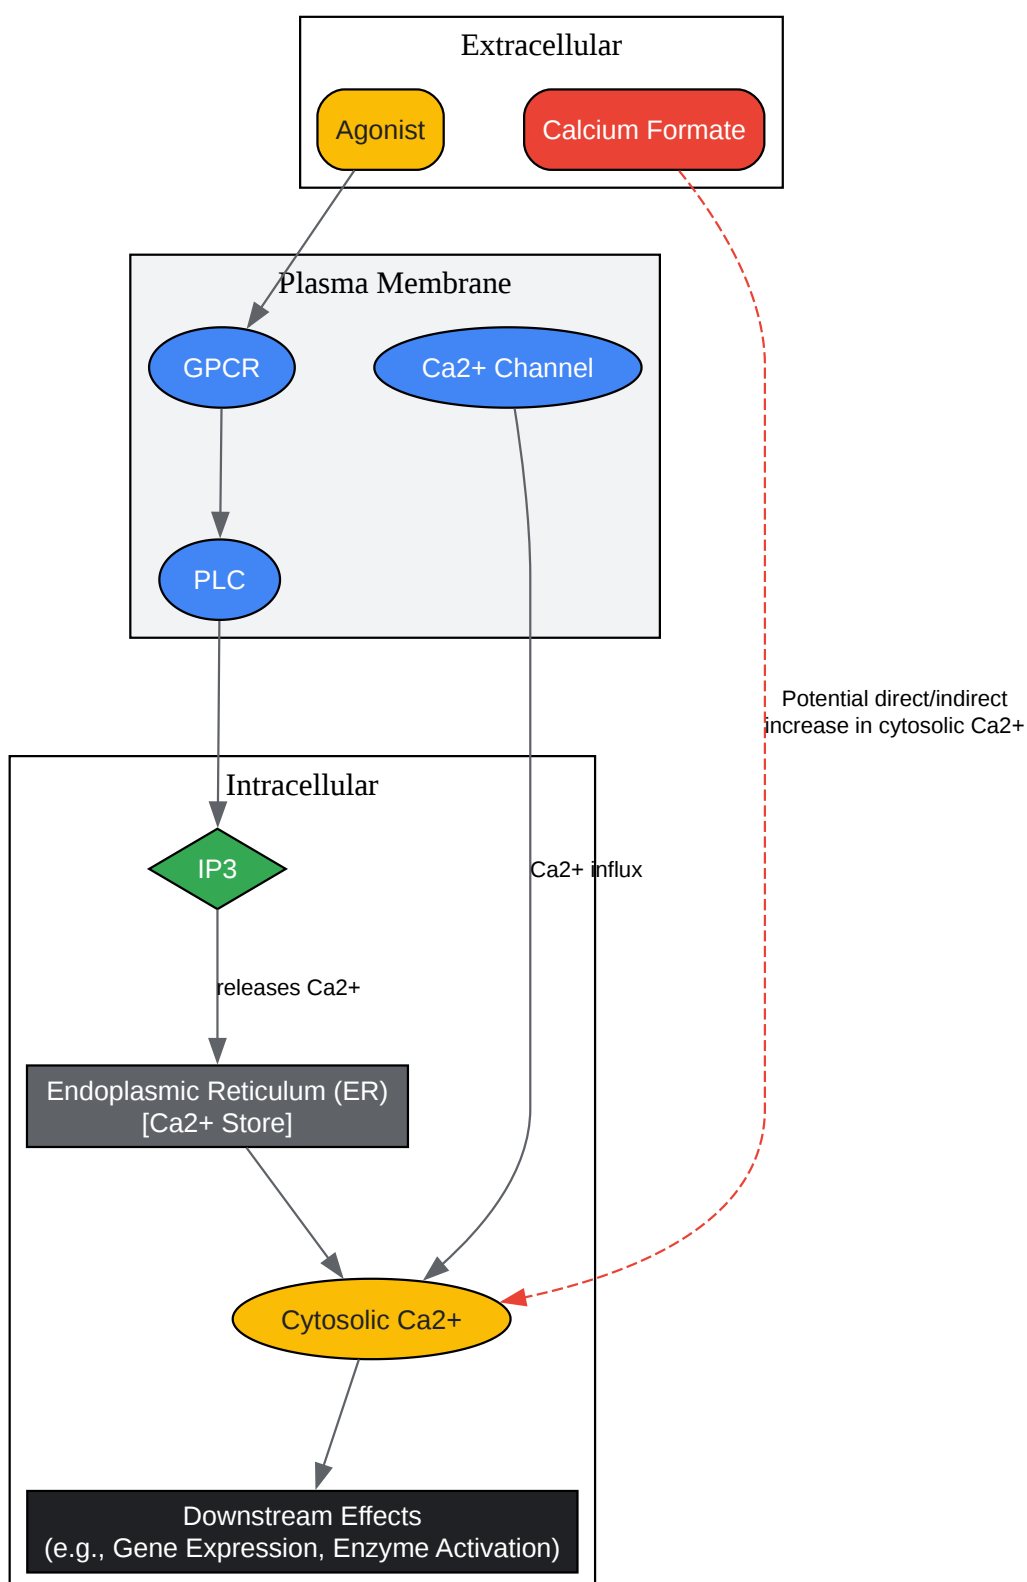 Extracellular
Agonist
Calcium Formate
Plasma Membrane
GPCR
Ca2+ Channel
PLC
Potential direct/indirect
increase in cytosolic Ca2+
Intracellular
IP3
Ca2+ influx
releases Ca2+
Endoplasmic Reticulum (ER)
[Ca2+ Store]
Cytosolic Ca2+
Downstream Effects
(e.g., Gene Expression, Enzyme Activation)